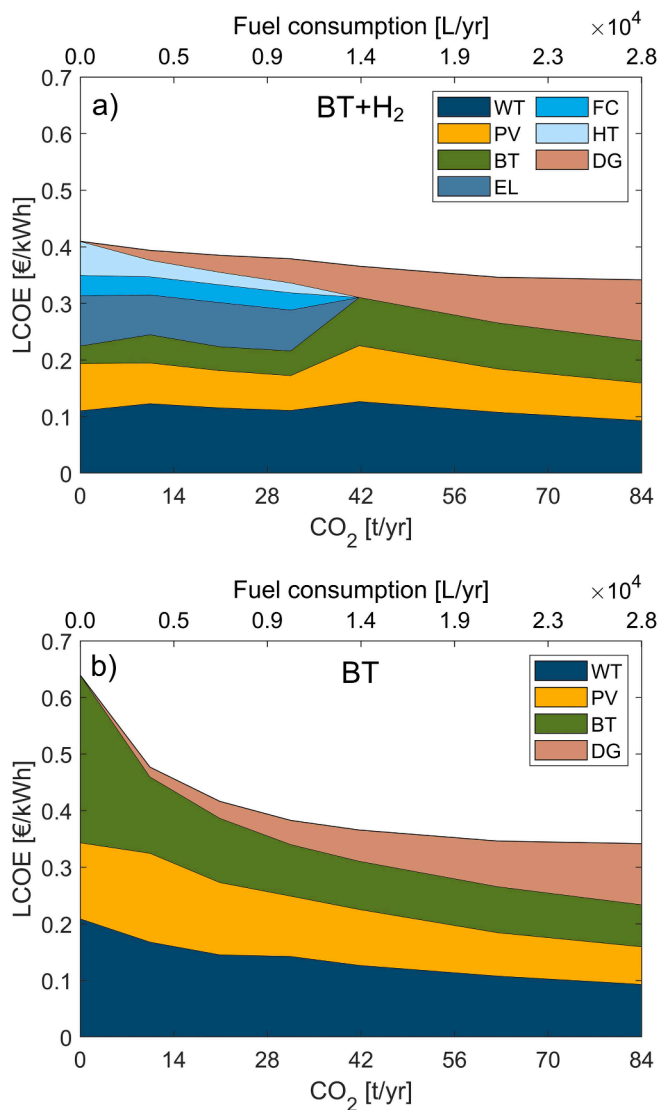 Fuel consumption [L/yr] ×10⁴
0.0 0.5 0.9 1.4 1.9 2.3 2.8
a) BT+H₂
WT FC
PV HT
BT DG
EL
LCOE [€/kWh]
0.7
0.6
0.5
0.4
0.3
0.2
0.1
0
0 14 28 42 56 70 84
CO₂ [t/yr]
Fuel consumption [L/yr] ×10⁴
0.0 0.5 0.9 1.4 1.9 2.3 2.8
b) BT
WT
PV
BT
DG
LCOE [€/kWh]
0.7
0.6
0.5
0.4
0.3
0.2
0.1
0
0 14 28 42 56 70 84
CO₂ [t/yr]